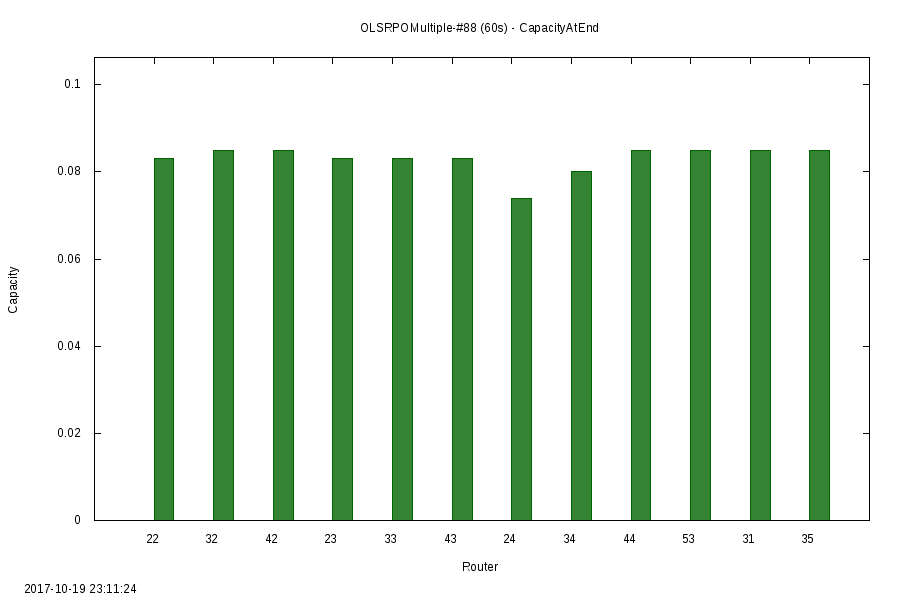 OLSRPOMultiple-#88 (60s) - CapacityAtEnd
0.1
0.08
0.06
0.04
0.02
0
Capacity
22 32 42 23 33 43 24 34 44 53 31 35
Router
2017-10-19 23:11:24